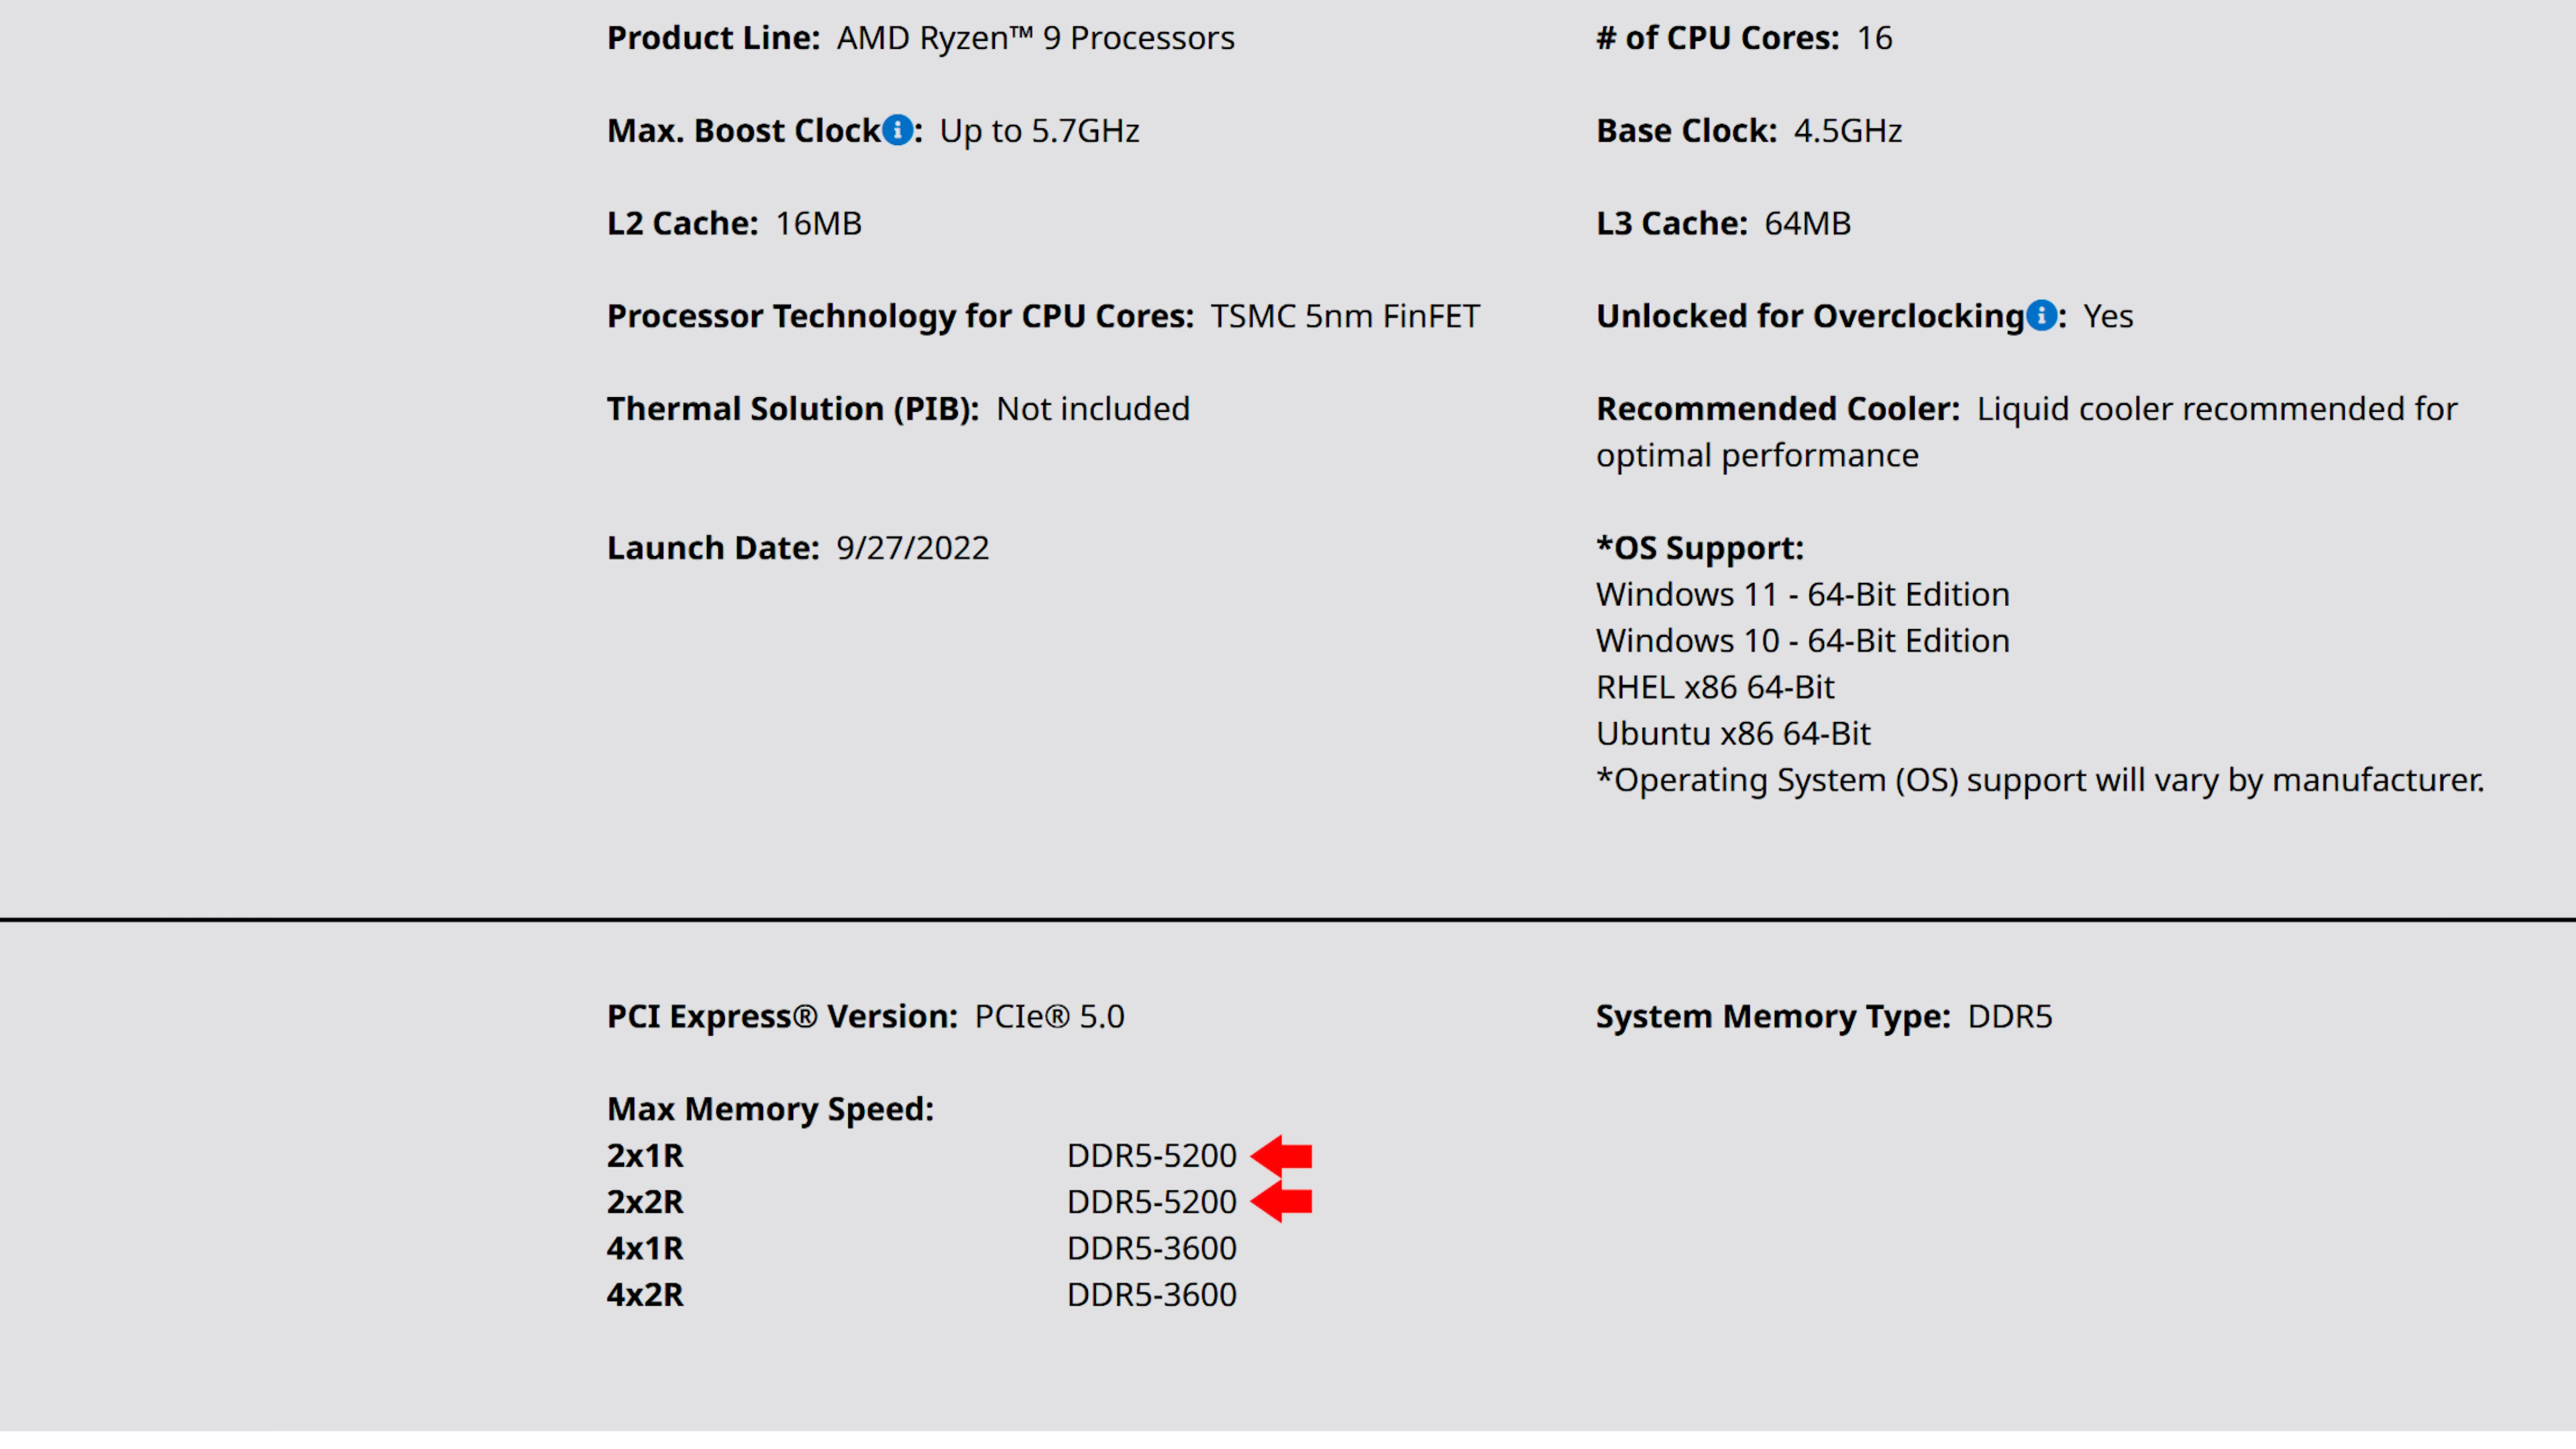 Product Line: AMD Ryzen™ 9 Processors
# of CPU Cores: 16
Max. Boost Clock: Up to 5.7GHz
Base Clock: 4.5GHz
L2 Cache: 16MB
L3 Cache: 64MB
Processor Technology for CPU Cores: TSMC 5nm FinFET
Unlocked for Overclocking: Yes
Thermal Solution (PIB): Not included
Recommended Cooler: Liquid cooler recommended for
optimal performance
Launch Date: 9/27/2022
*OS Support:
Windows 11 - 64-Bit Edition
Windows 10 - 64-Bit Edition
RHEL x86 64-Bit
Ubuntu x86 64-Bit
*Operating System (OS) support will vary by manufacturer.
PCI Express® Version: PCIe® 5.0
System Memory Type: DDR5
Max Memory Speed:
2x1R DDR5-5200
2x2R DDR5-5200
4x1R DDR5-3600
4x2R DDR5-3600